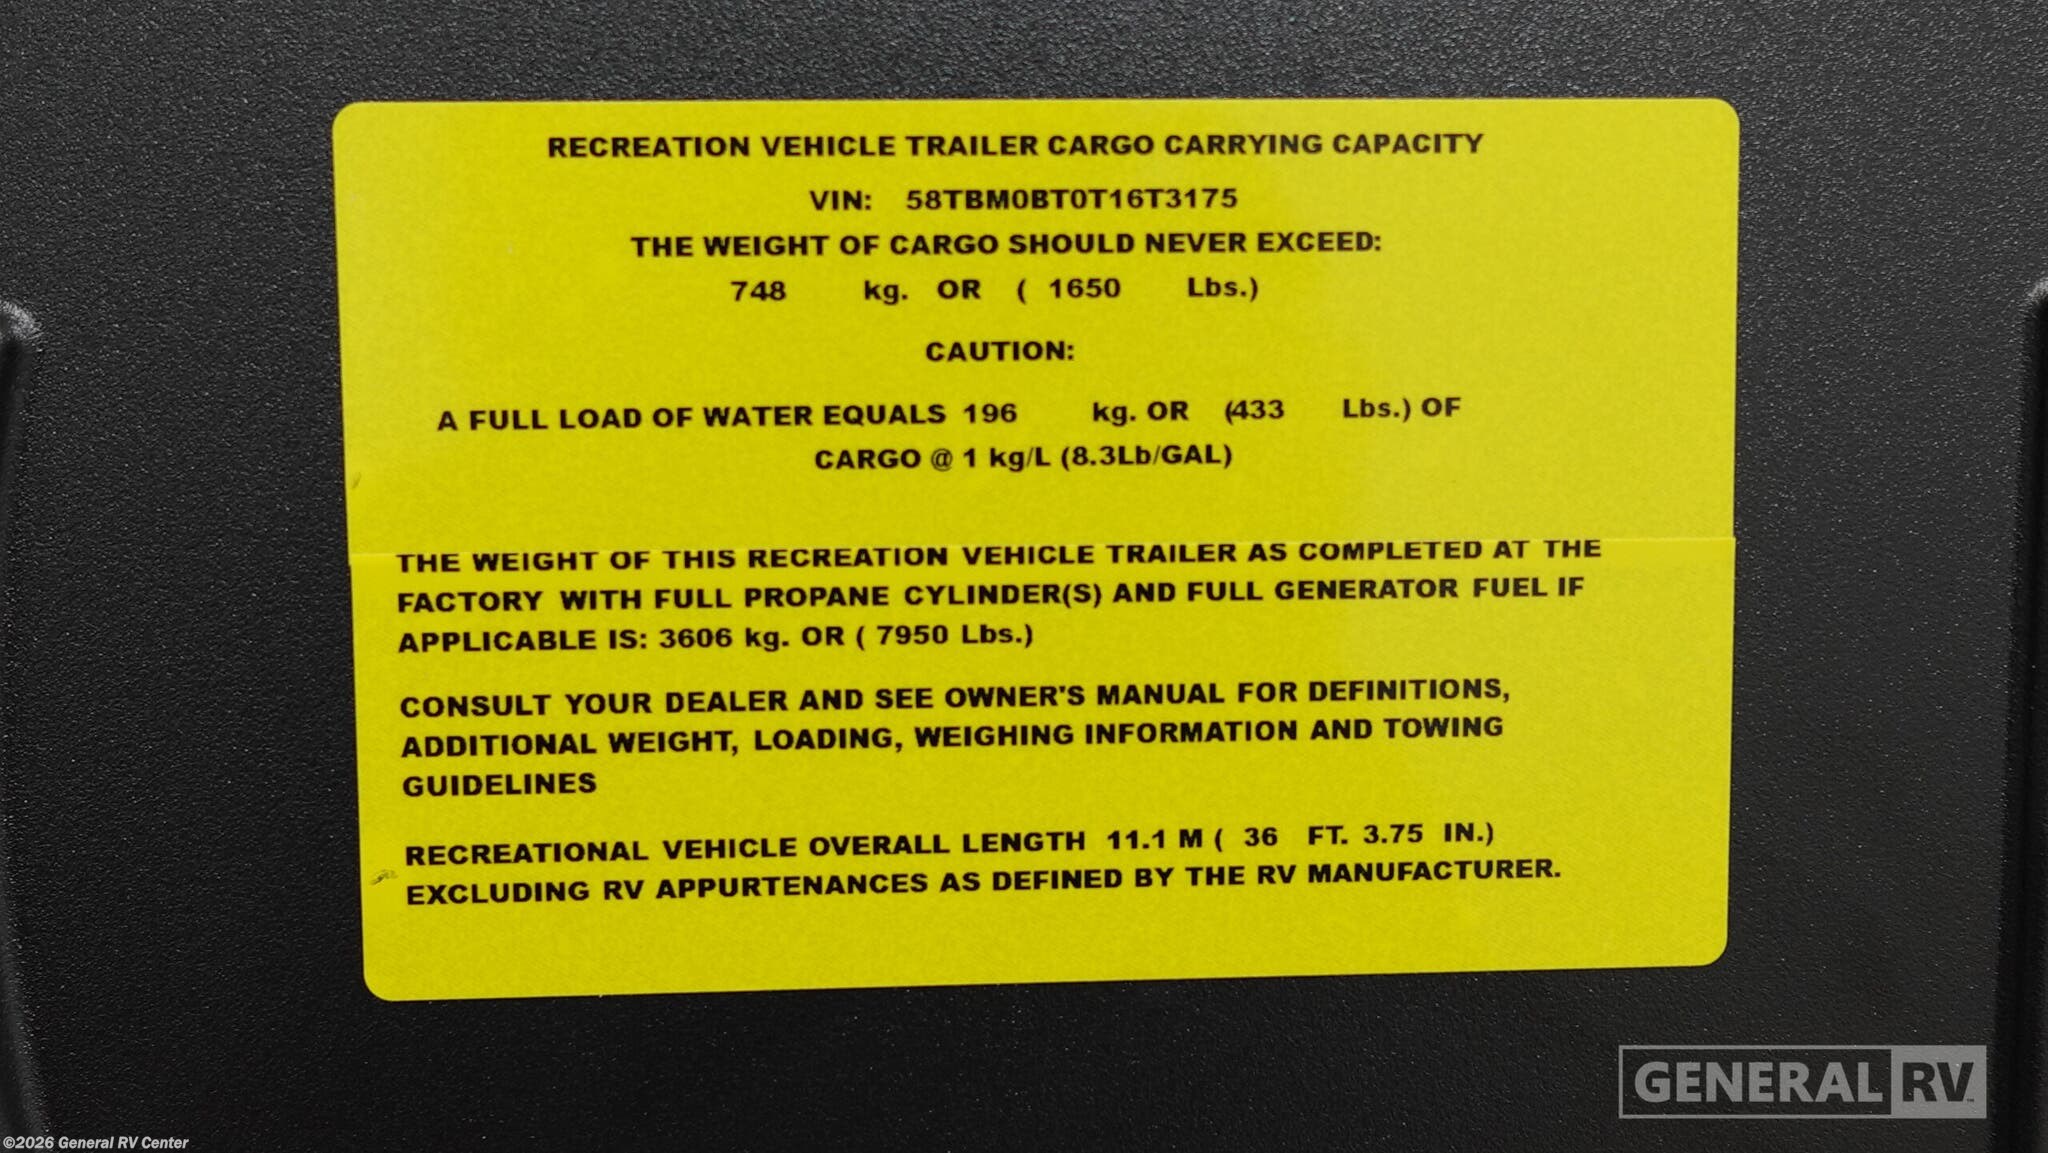 RECREATION VEHICLE TRAILER CARGO CARRYING CAPACITY
VIN: 58TBM0BT0T16T3175
THE WEIGHT OF CARGO SHOULD NEVER EXCEED:
748 kg. OR ( 1650 Lbs.)
CAUTION:
A FULL LOAD OF WATER EQUALS 196 kg. OR (433 Lbs.) OF
CARGO @ 1 kg/L (8.3Lb/GAL)
THE WEIGHT OF THIS RECREATION VEHICLE TRAILER AS COMPLETED AT THE
FACTORY WITH FULL PROPANE CYLINDER(S) AND FULL GENERATOR FUEL IF
APPLICABLE IS: 3606 kg. OR ( 7950 Lbs.)
CONSULT YOUR DEALER AND SEE OWNER'S MANUAL FOR DEFINITIONS,
ADDITIONAL WEIGHT, LOADING, WEIGHING INFORMATION AND TOWING
GUIDELINES
RECREATIONAL VEHICLE OVERALL LENGTH 11.1 M ( 36 FT. 3.75 IN.)
EXCLUDING RV APPURTENANCES AS DEFINED BY THE RV MANUFACTURER.
GENERAL RV
©2026 General RV Center